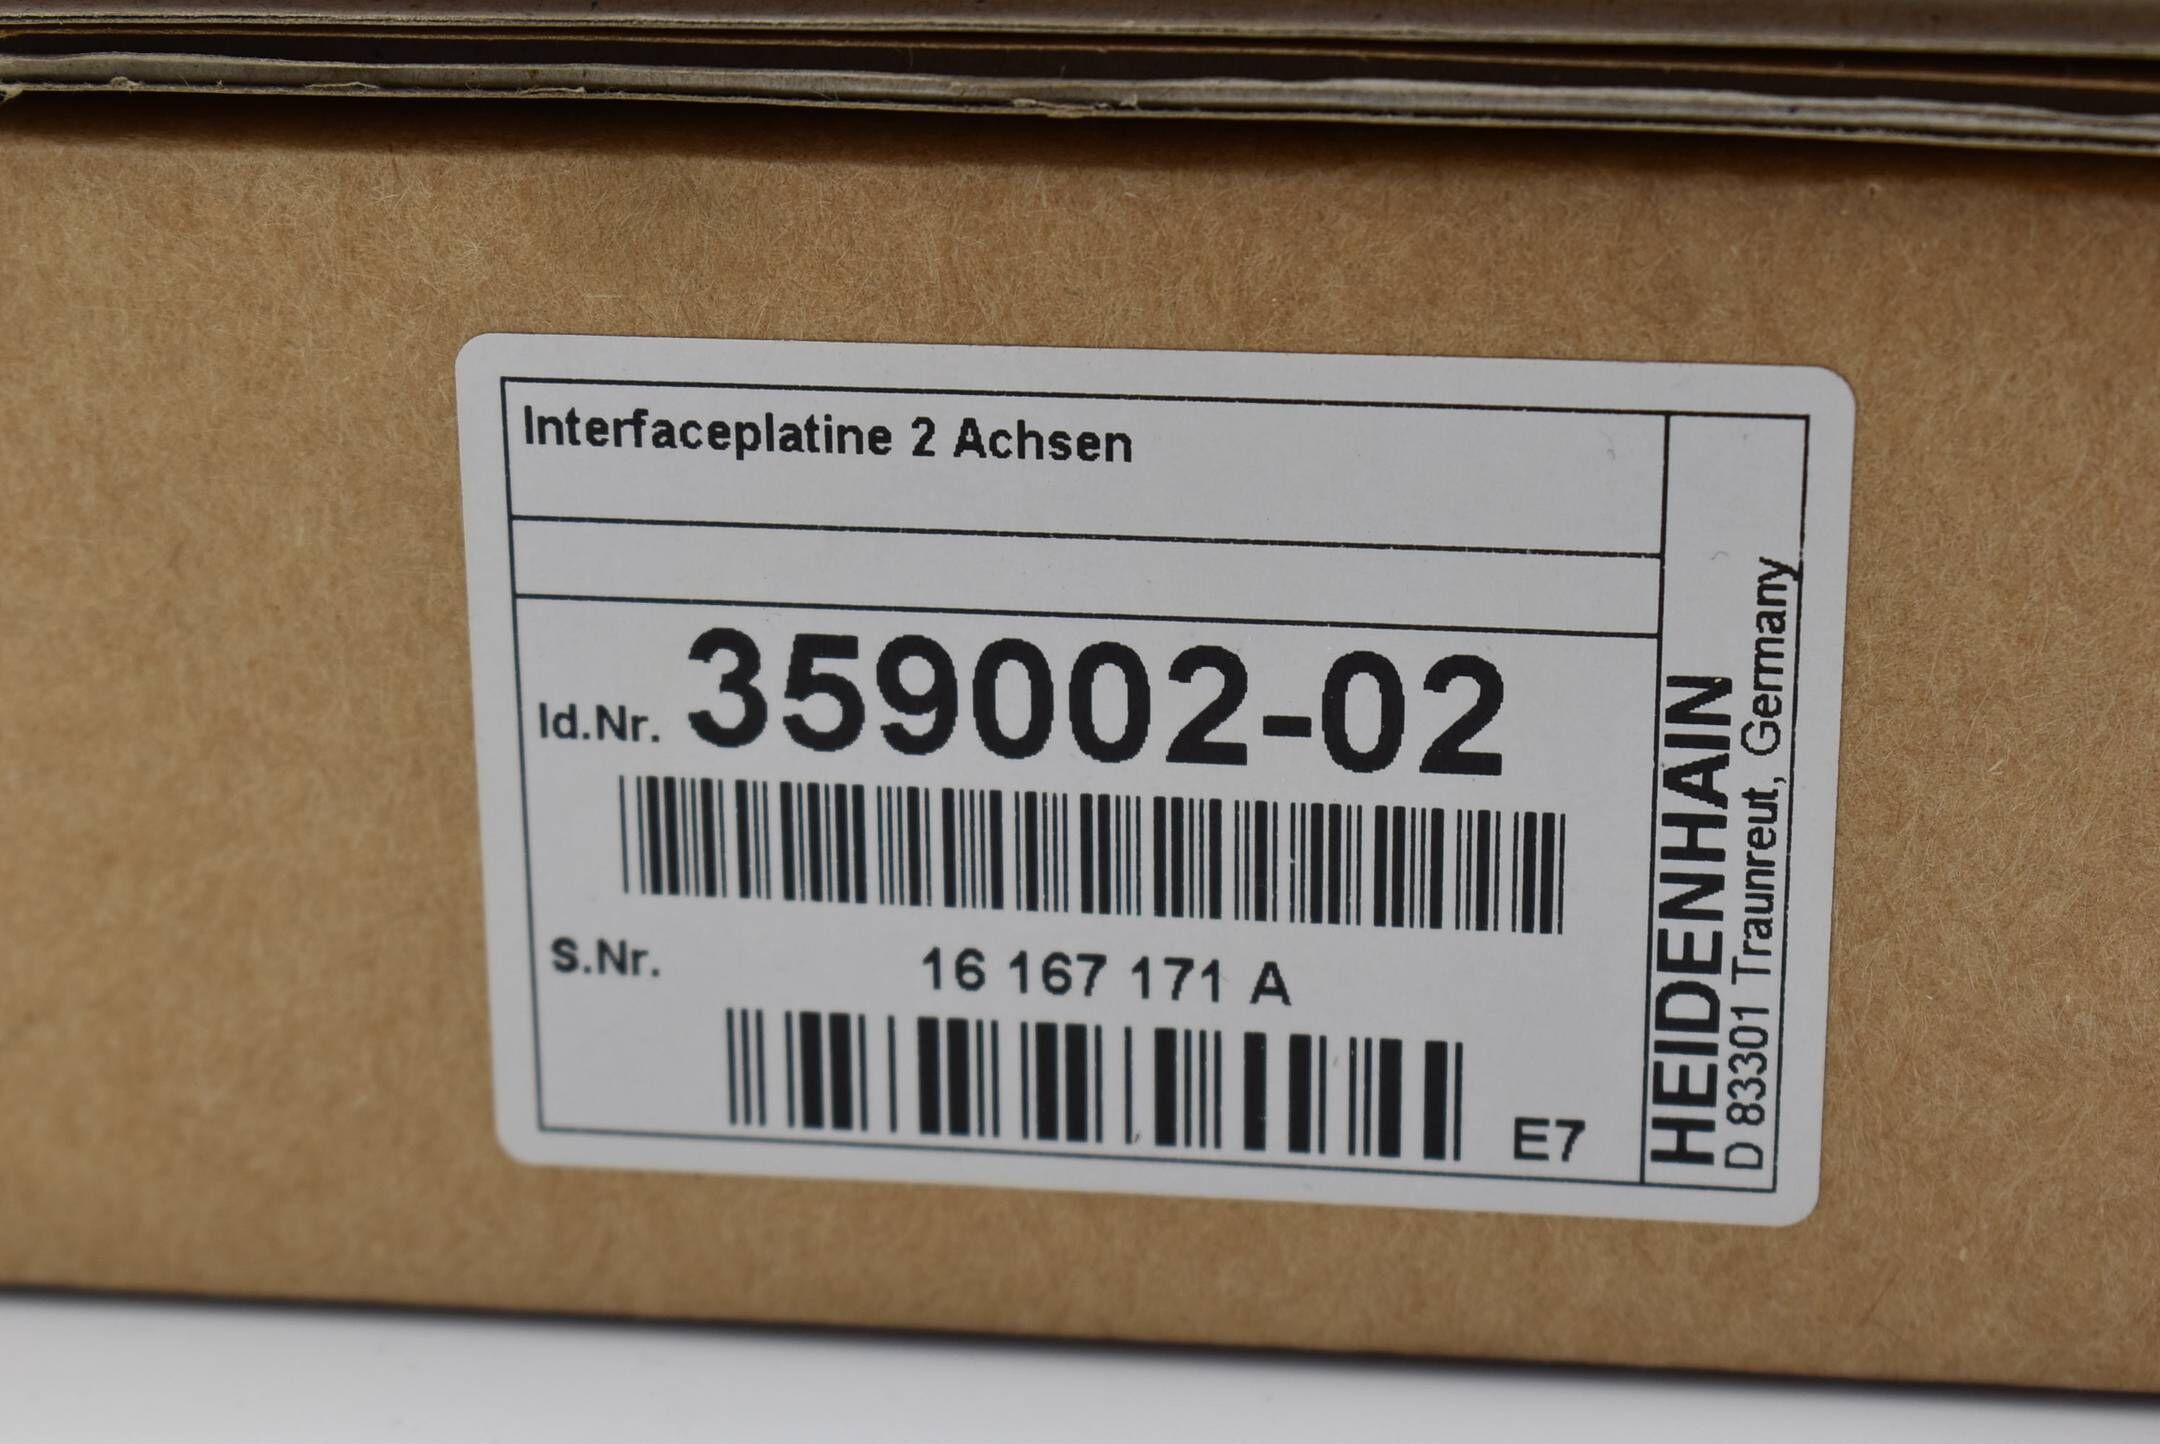 Interfaceplatine 2 Achsen
Id.Nr. 359002-02
S.Nr. 16 167 171 A
E7
HEIDENHAIN
D 83301 Traunreut, Germany